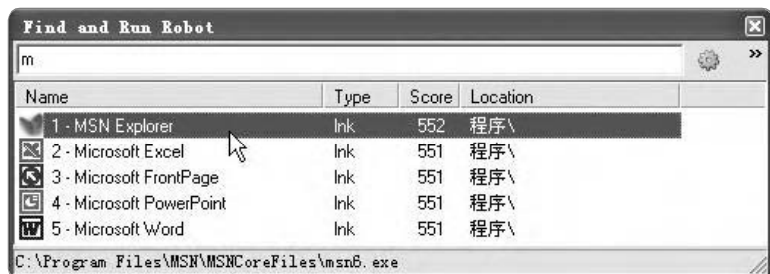 Find and Run Robot
m
Name Type Score Location
1 - MSN Explorer lnk 552 程序\
2 - Microsoft Excel lnk 551 程序\
3 - Microsoft FrontPage lnk 551 程序\
4 - Microsoft PowerPoint lnk 551 程序\
5 - Microsoft Word lnk 551 程序\
C:\Program Files\MSN\MSNCoreFiles\msn6.exe